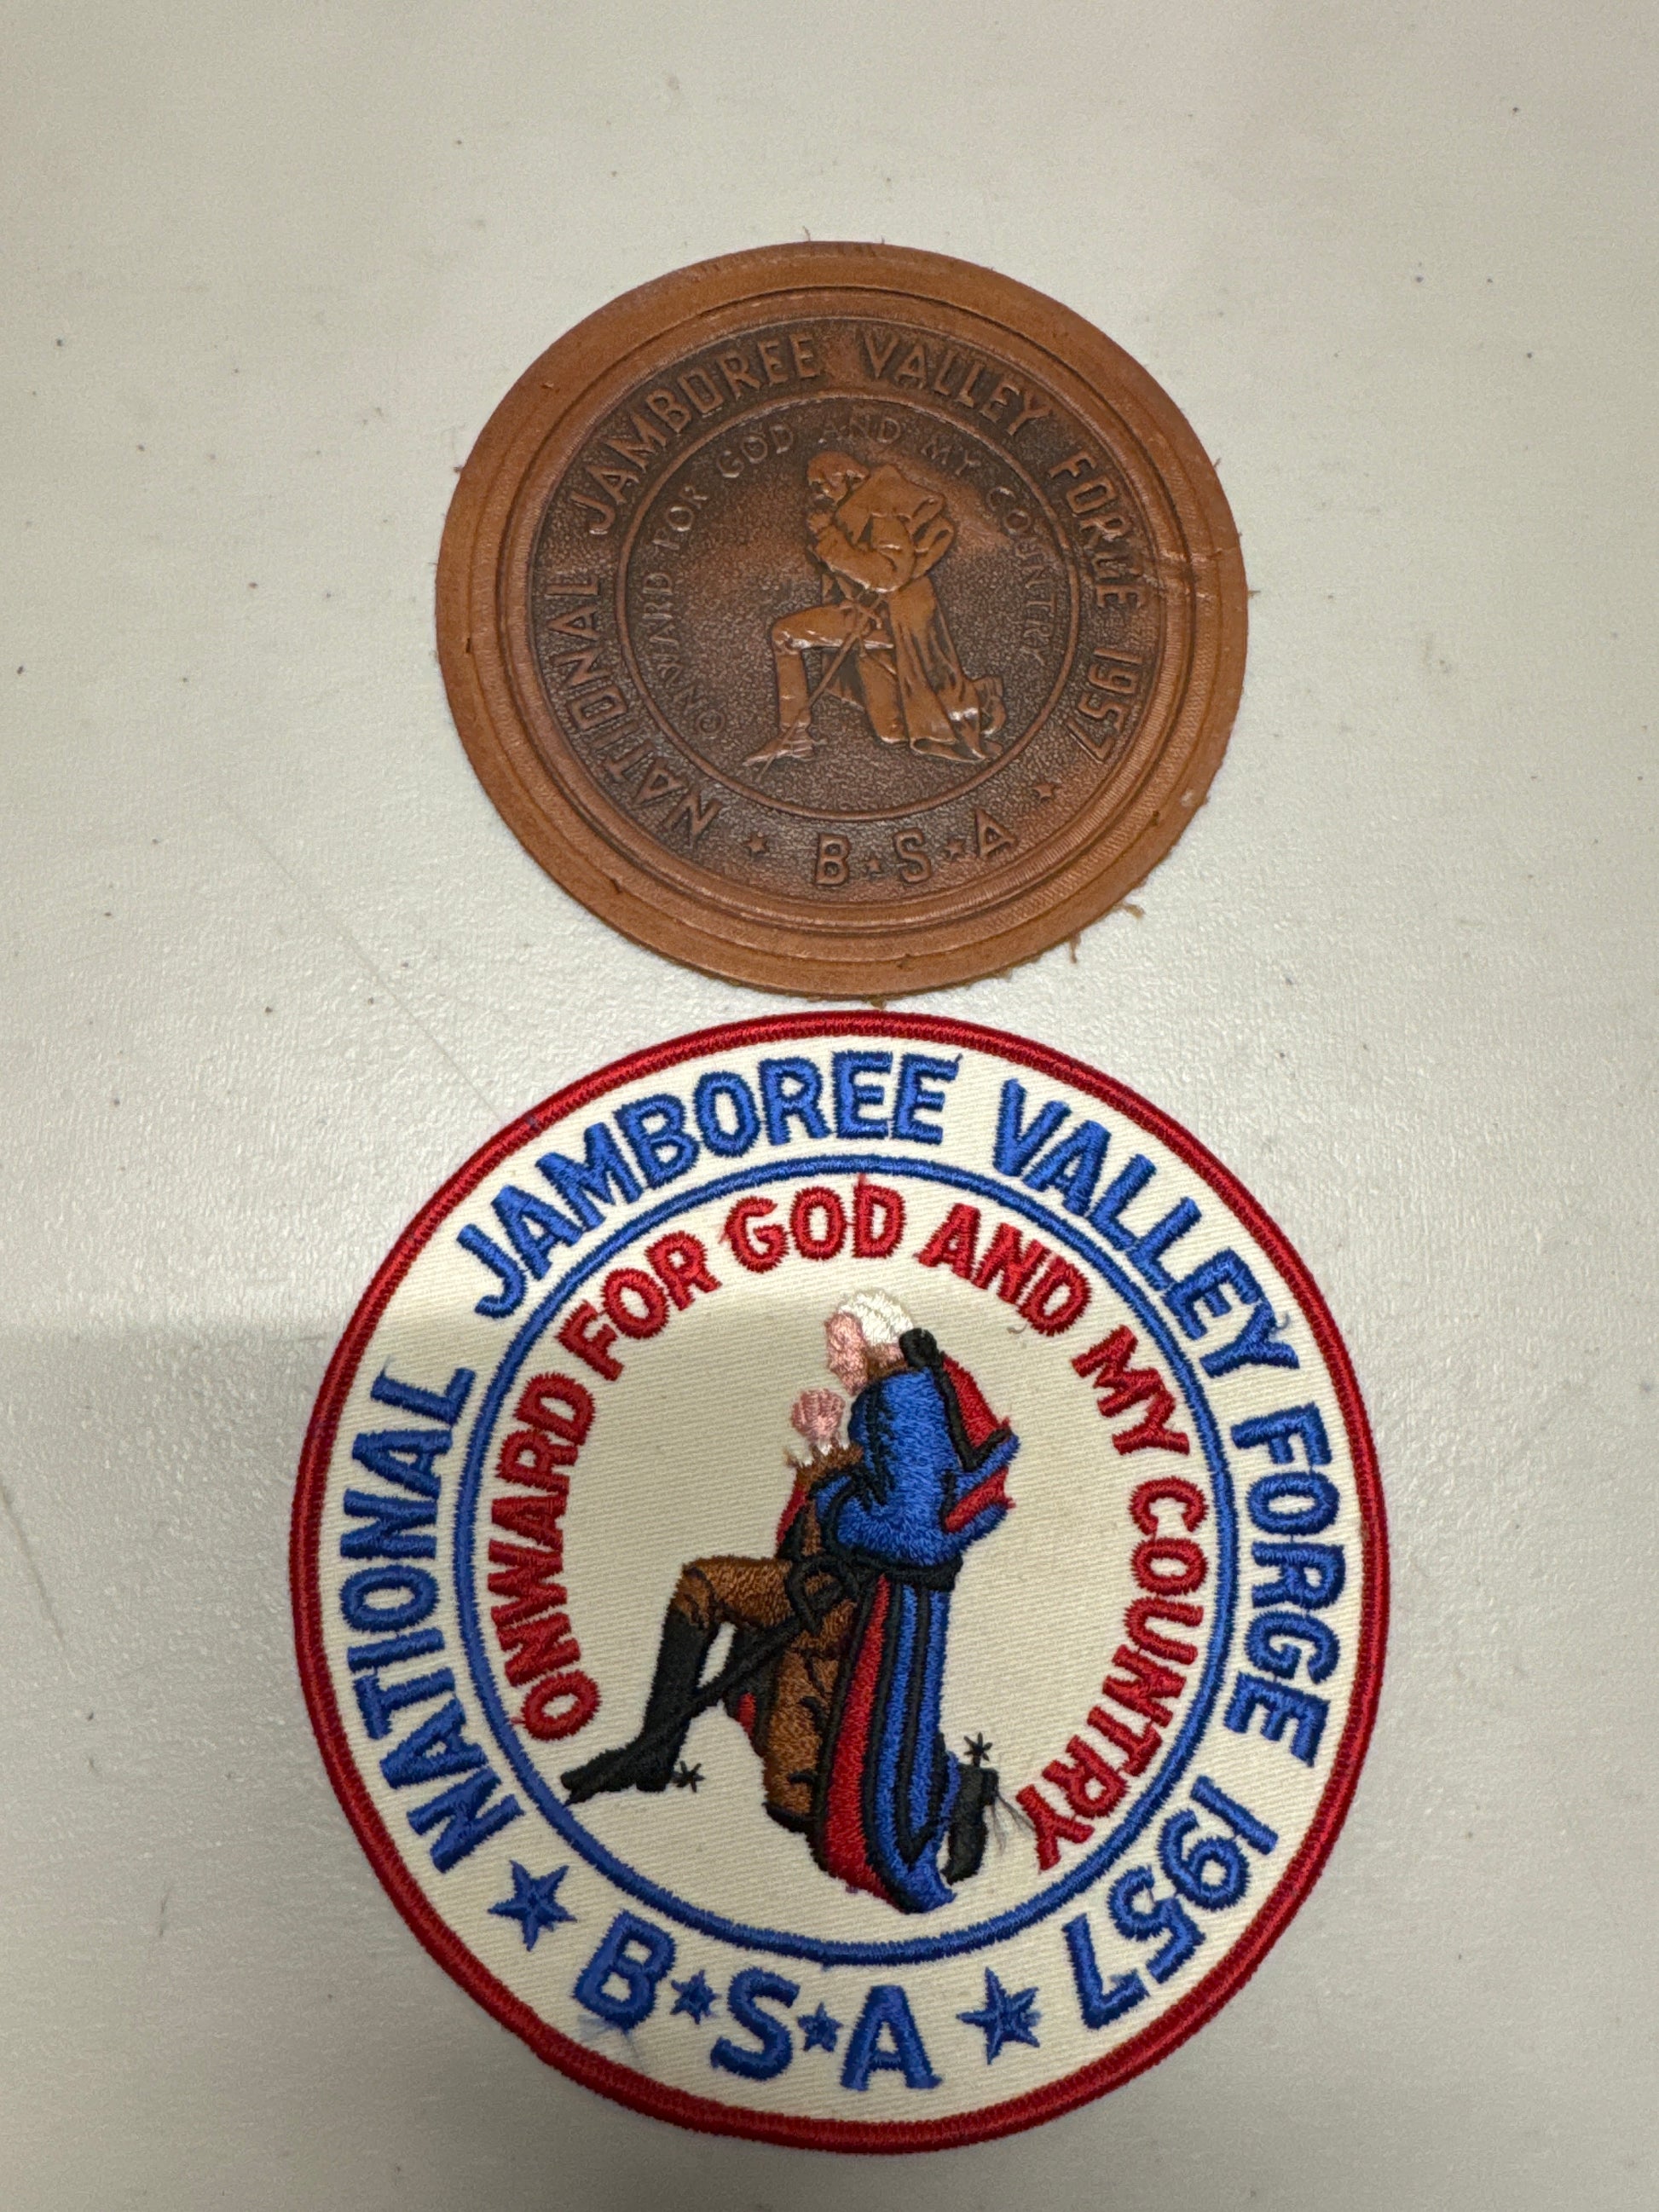 NATIONAL JAMBOREE VALLEY FORGE 1957
ONWARD FOR GOD AND MY COUNTRY
B★S★A
NATIONAL JAMBOREE VALLEY FORGE 1957
ONWARD FOR GOD AND MY COUNTRY
★ B★S★A ★